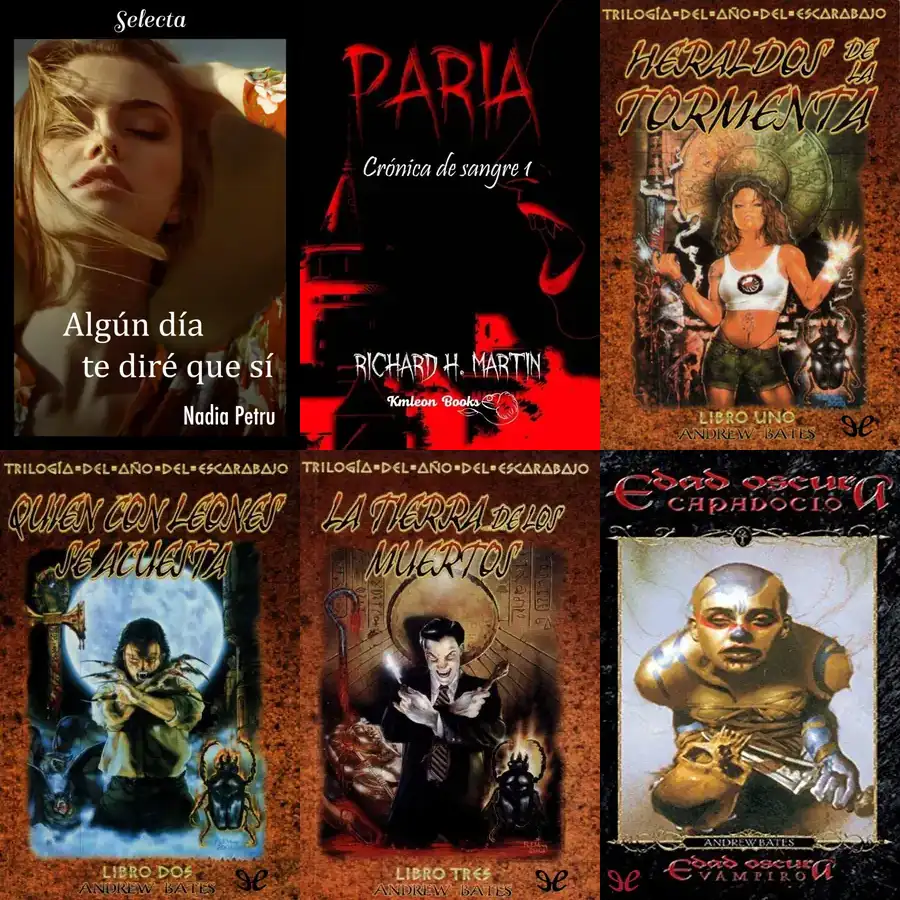 Selecta
Algún día
te diré que sí
Nadia Petru
PARIA
Crónica de sangre 1
RICHARD H. MARTIN
Kmleon Books
TRILOGÍA·DEL·AÑO·DEL·ESCARABAJO
HERALDOS DE
LA
TORMENTA
LIBRO UNO
ANDREW BATES
TRILOGÍA·DEL·AÑO·DEL·ESCARABAJO
QUIEN CON LEONES
SE ACUESTA
LIBRO DOS
ANDREW BATES
TRILOGÍA·DEL·AÑO·DEL·ESCARABAJO
LA TIERRA DE LOS
MUERTOS
LIBRO TRES
ANDREW BATES
Edad oscura
CAPADOCIO
ANDREW BATES
Edad oscura
VAMPIRO